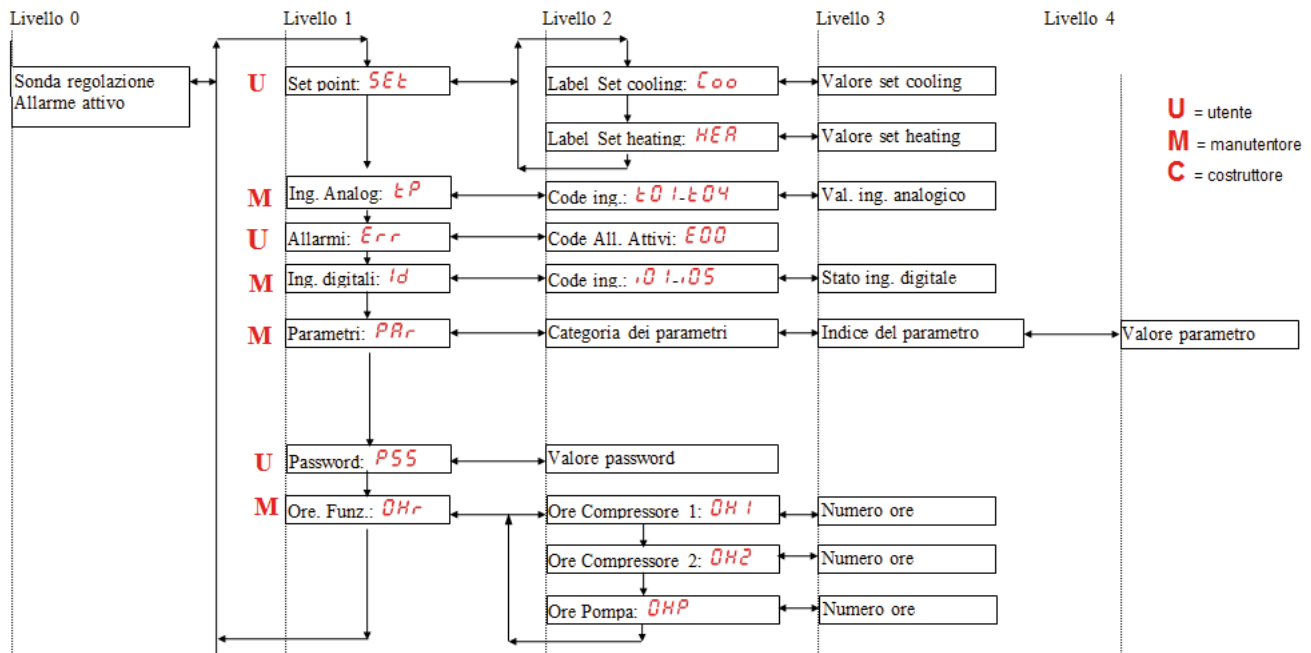 Livello 0 Livello 1 Livello 2 Livello 3 Livello 4
Sonda regolazione
Allarme attivo
U Set point: SEt Label Set cooling: Coo Valore set cooling
Label Set heating: HEA Valore set heating
U = utente
M = manutentore
C = costruttore
M Ing. Analog: tP Code ing.: t01-t04 Val. ing. analogico
U Allarmi: Err Code All. Attivi: E00
M Ing. digitali: Id Code ing.: i01-i05 Stato ing. digitale
M Parametri: PAr Categoria dei parametri Indice del parametro Valore parametro
U Password: PSS Valore password
M Ore. Funz.: OHr Ore Compressore 1: OH1 Numero ore
Ore Compressore 2: OH2 Numero ore
Ore Pompa: OHP Numero ore